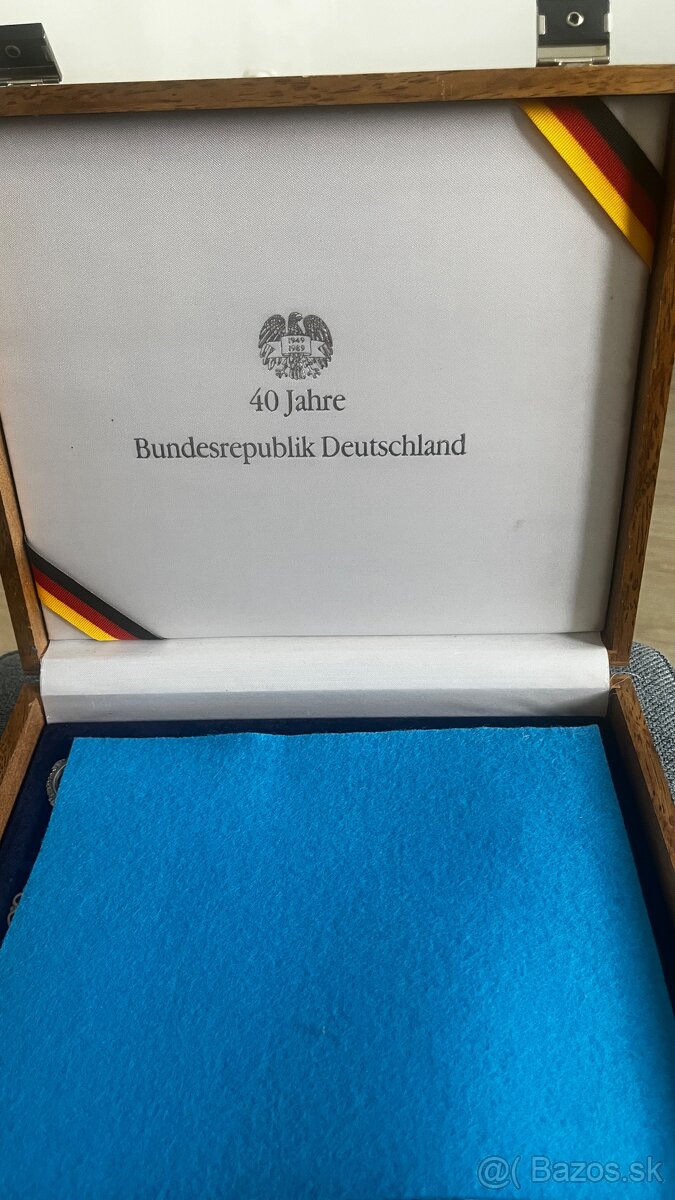 1949
1989
40 Jahre
Bundesrepublik Deutschland
@( Bazos.sk